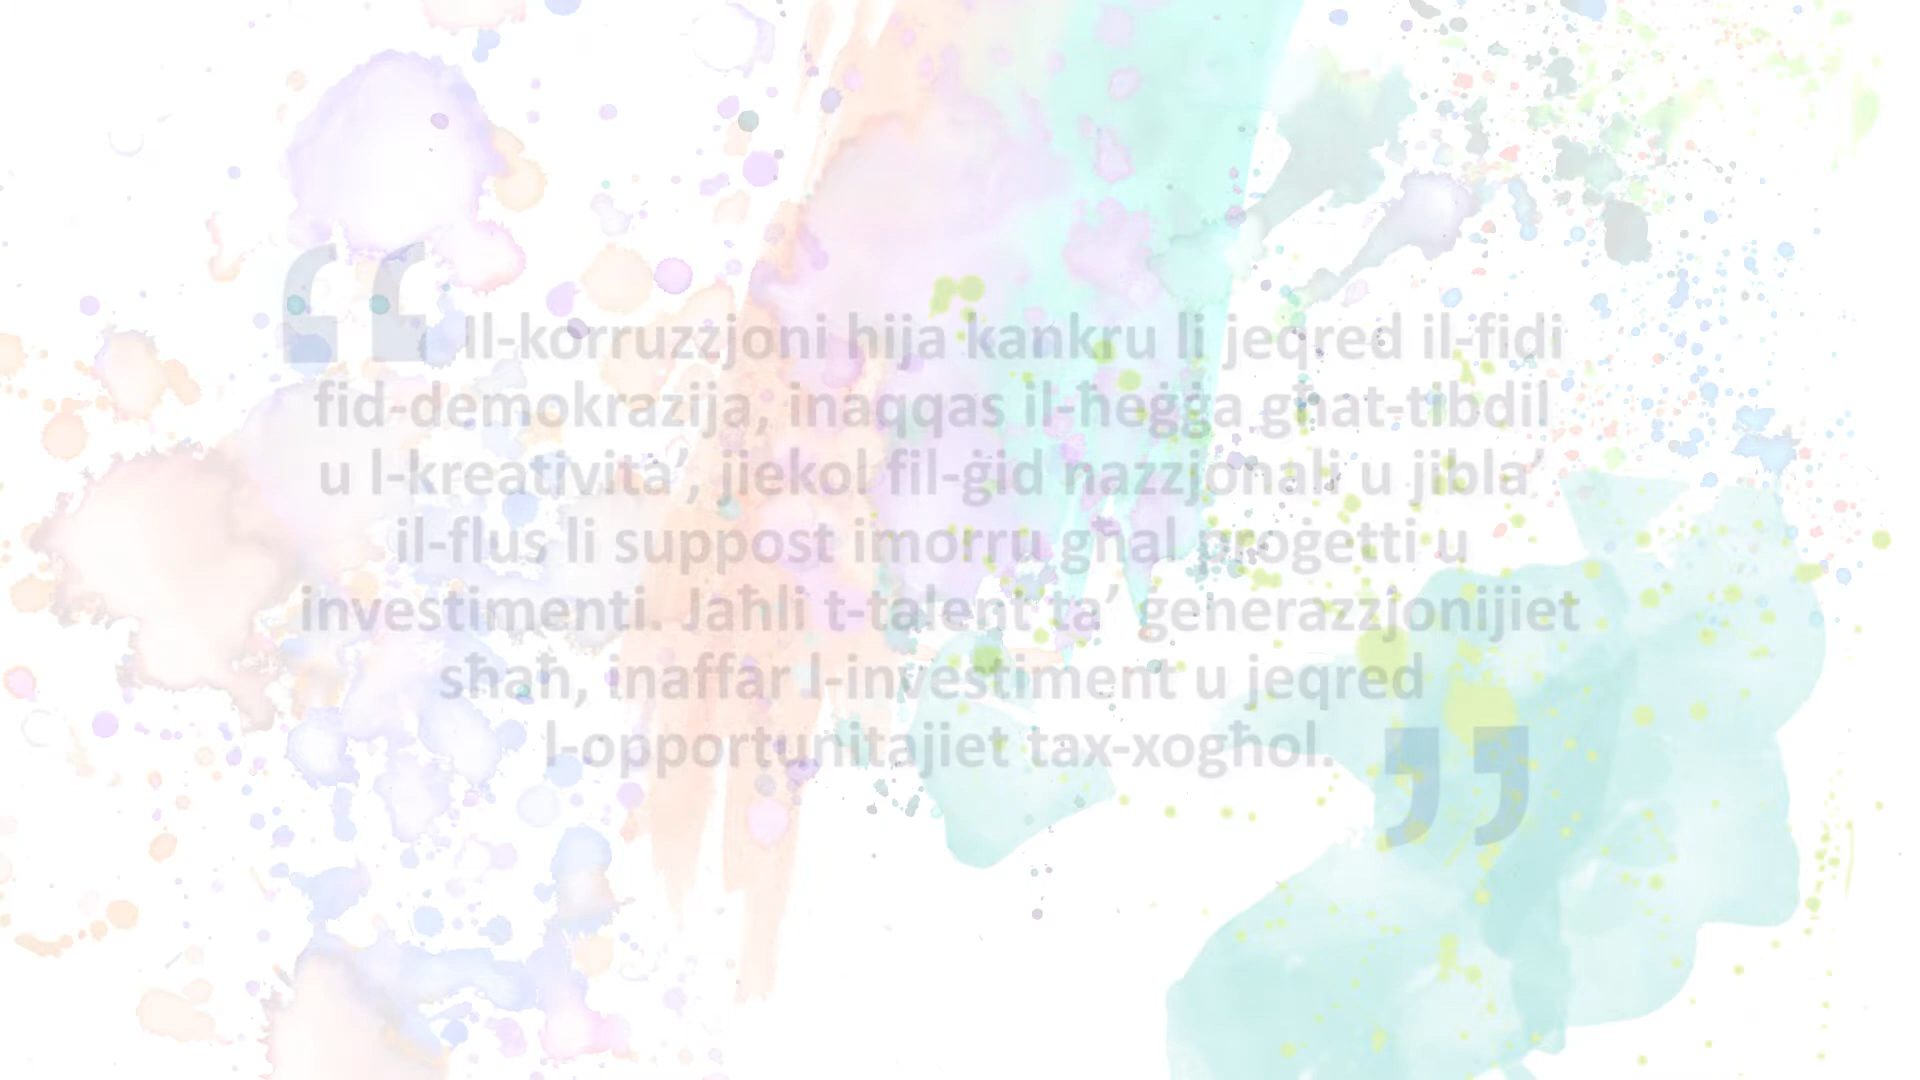 “ Il-korruzzjoni hija kankru li jeqred il-fidi
fid-demokrazija, inaqqas il-ħeġġa għat-tibdil
u l-kreativita’, jiekol fil-ġid nazzjonali u jibla’
il-flus li suppost imorru għal proġetti u
investimenti. Jaħli t-talent ta’ ġenerazzjonijiet
sħaħ, inaffar l-investiment u jeqred
l-opportunitajiet tax-xogħol. ”